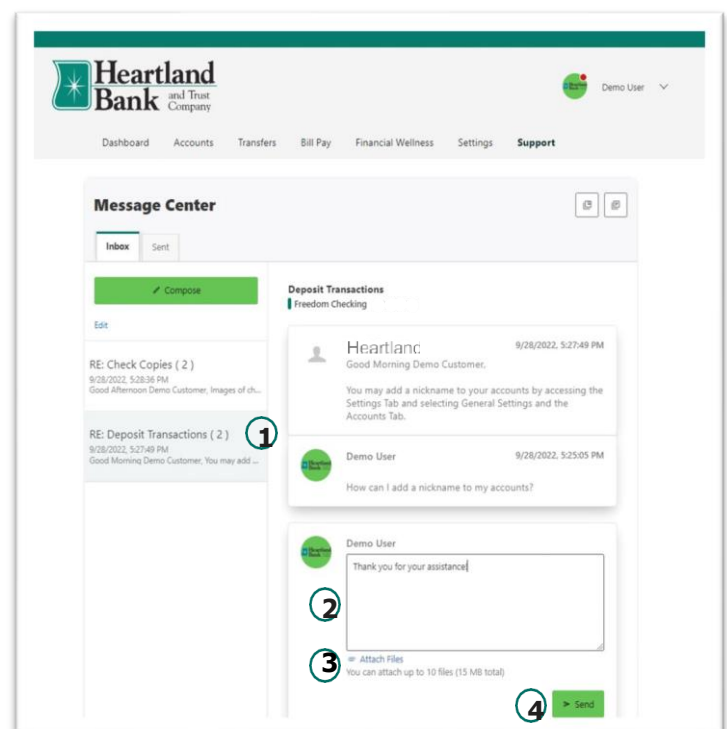 Heartland
Bank and Trust
Company
Demo User
Dashboard Accounts Transfers Bill Pay Financial Wellness Settings Support
Message Center
Inbox Sent
Compose
Edit
RE: Check Copies ( 2 )
9/28/2022, 5:28:36 PM
Good Afternoon Demo Customer, Images of ch...
RE: Deposit Transactions ( 2 )
1
9/28/2022, 5:27:49 PM
Good Morning Demo Customer, You may add ...
Deposit Transactions
Freedom Checking
Heartland
9/28/2022, 5:27:49 PM
Good Morning Demo Customer,
You may add a nickname to your accounts by accessing the
Settings Tab and selecting General Settings and the
Accounts Tab.
Demo User
9/28/2022, 5:25:05 PM
How can I add a nickname to my accounts?
Demo User
Thank you for your assistance!
2
3
Attach Files
You can attach up to 10 files (15 MB total)
4
Send